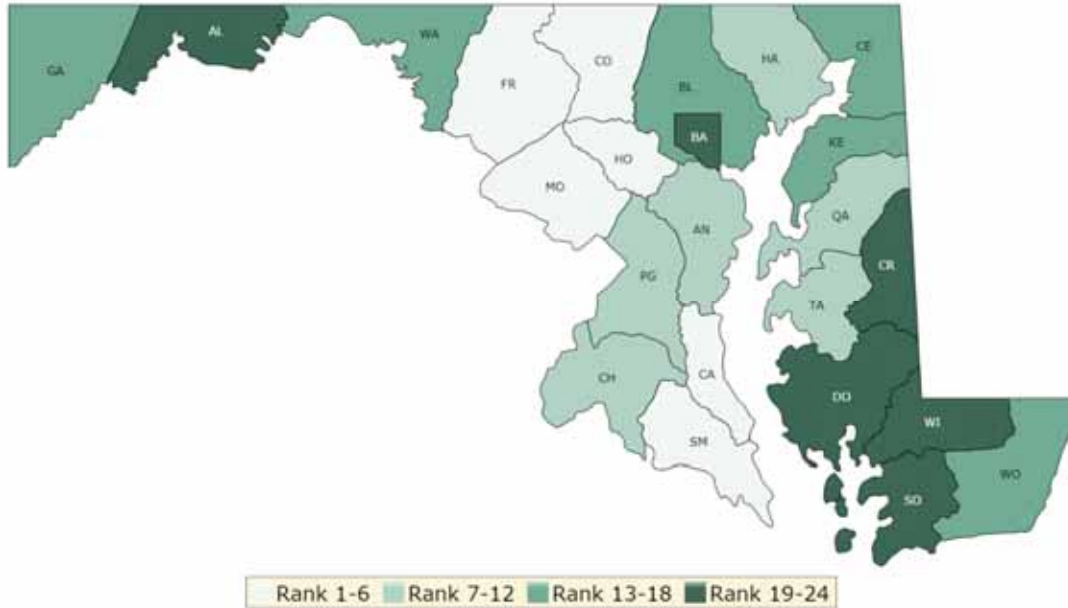 AL
WA
CO
HA
CE
GA
FR
BL
BA
KE
HO
MO
QA
AN
CR
PG
TA
CH
CA
DO
WI
SM
WO
SO
Rank 1-6 Rank 7-12 Rank 13-18 Rank 19-24